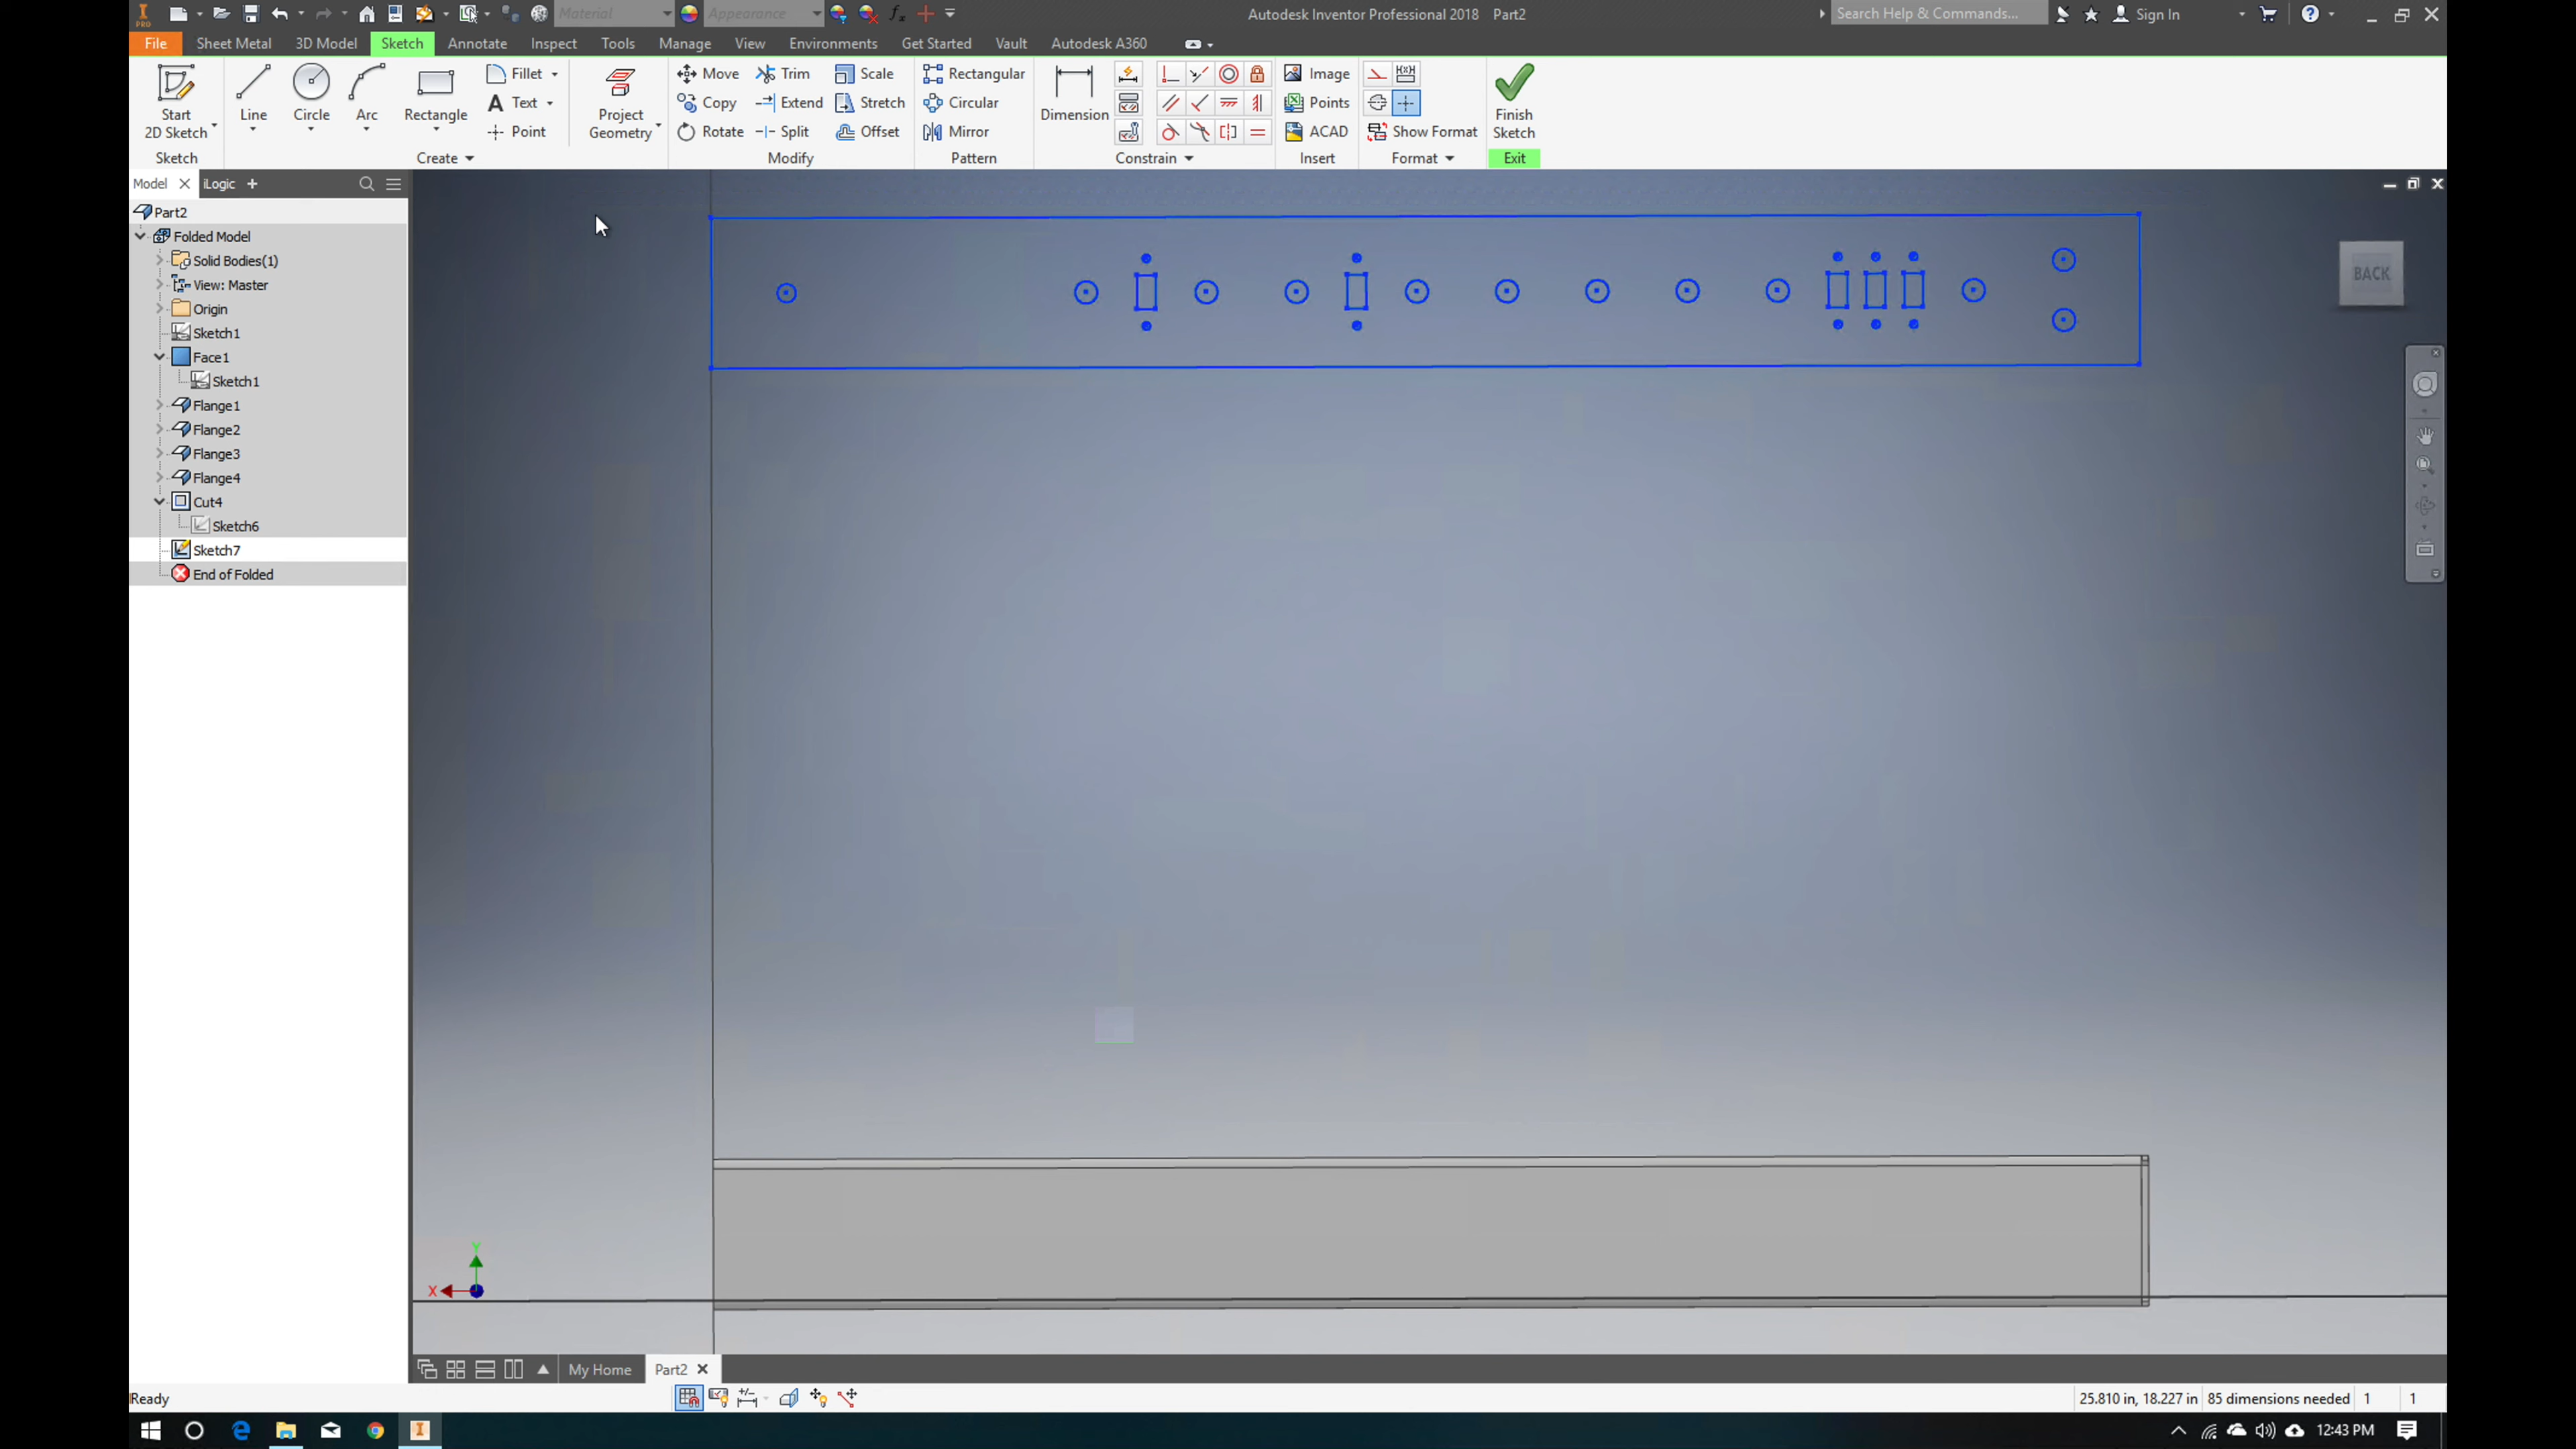 Material Appearance fx Autodesk Inventor Professional 2018 Part2 Search Help & Commands... Sign In
PRO
File Sheet Metal 3D Model Sketch Annotate Inspect Tools Manage View Environments Get Started Vault Autodesk A360
Fillet Move Trim Scale Rectangular Image
Start 2D Sketch Line Circle Arc Rectangle Text Project Geometry Copy Extend Stretch Circular Dimension Points Finish Sketch
Point Rotate Split Offset Mirror ACAD Show Format
Sketch Create Modify Pattern Constrain Insert Format Exit
Model iLogic
Part2
Folded Model
Solid Bodies(1)
View: Master
Origin
Sketch1
Face1
Sketch1
Flange1
Flange2
Flange3
Flange4
Cut4
Sketch6
Sketch7
End of Folded
BACK
Y
X
My Home Part2
Ready 25.810 in, 18.227 in 85 dimensions needed 1 1
12:43 PM